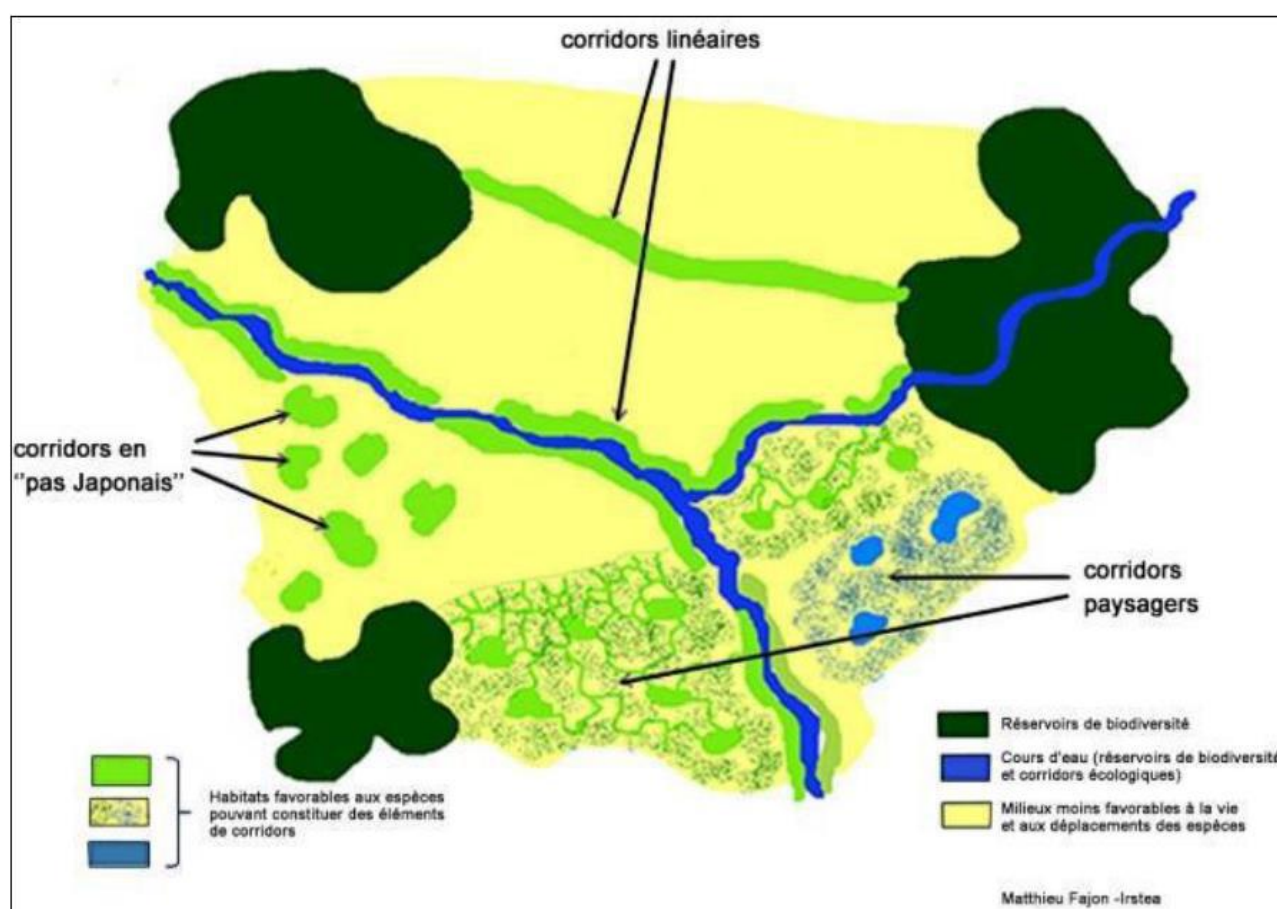 corridors linéaires
corridors en
"pas Japonais"
corridors
paysagers
Réservoirs de biodiversité
Cours d'eau (réservoirs de biodiversité
et corridors écologiques)
Milieux moins favorables à la vie
et aux déplacements des espèces
Habitats favorables aux espèces
pouvant constituer des éléments
de corridors
Matthieu Fajon -Irstea